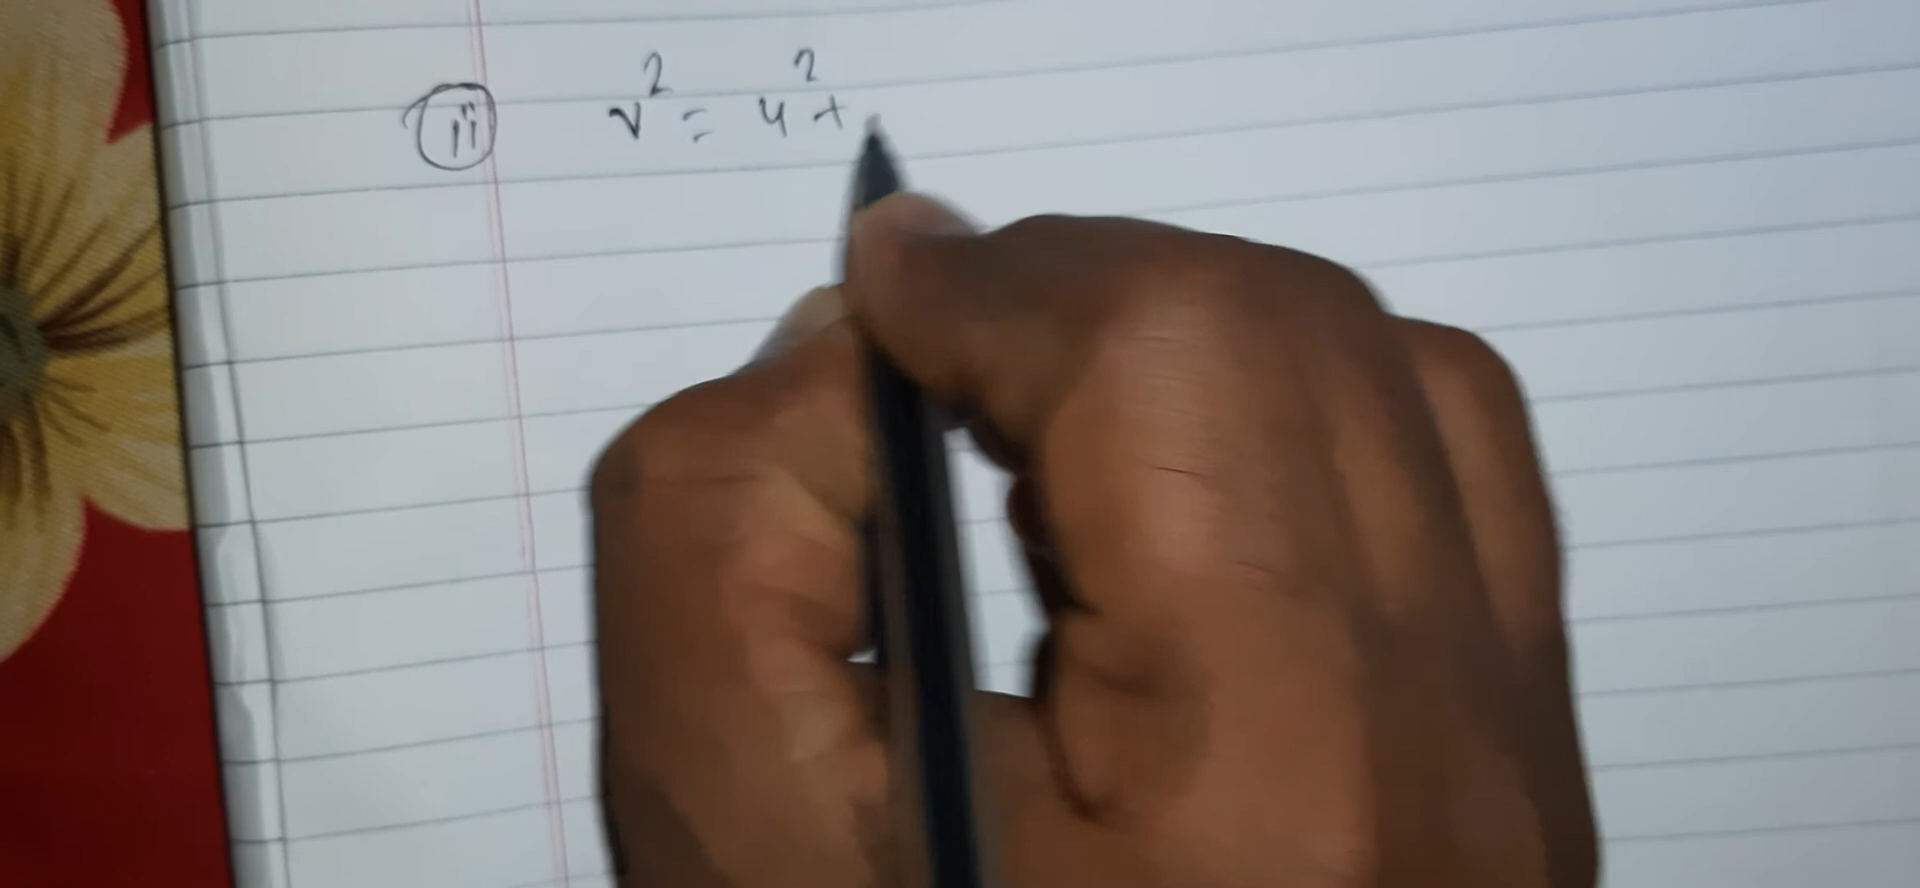 (ii) v² = u² +